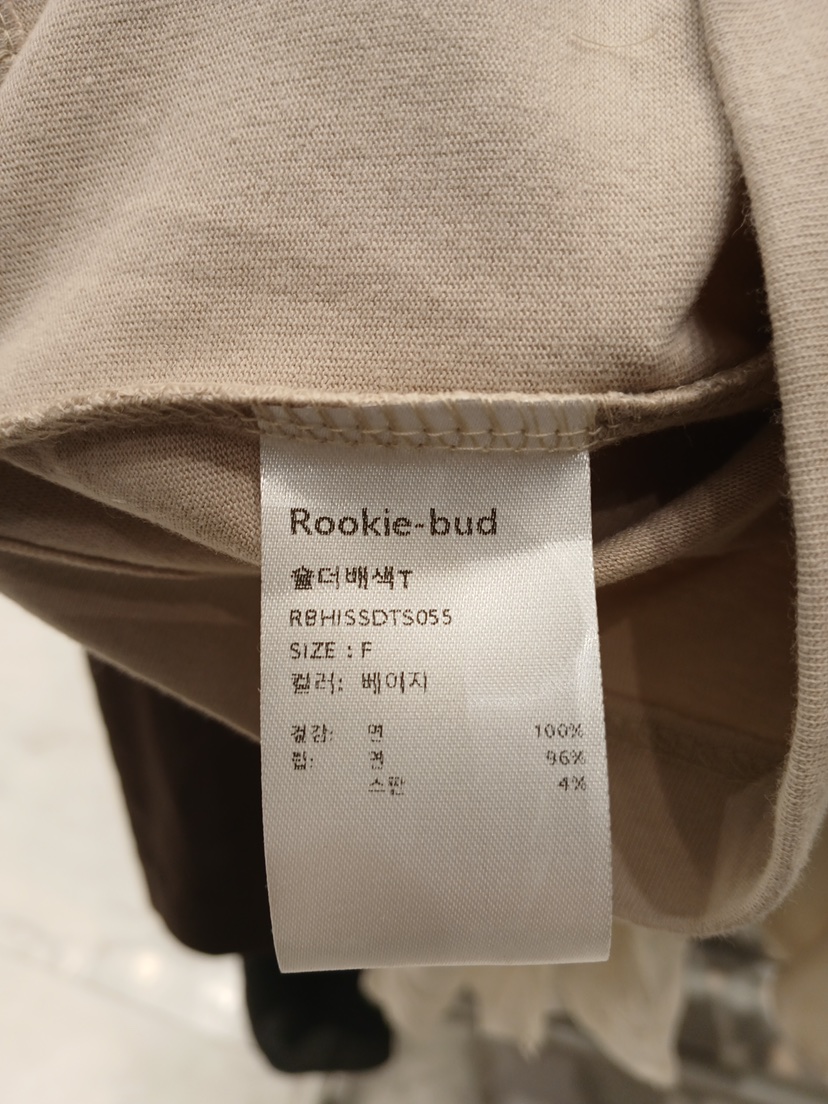 Rookie-bud
숄더배색T
RBHISSDTS055
SIZE : F
컬러: 베이지
겉감: 면 100%
립: 면 96%
스판 4%